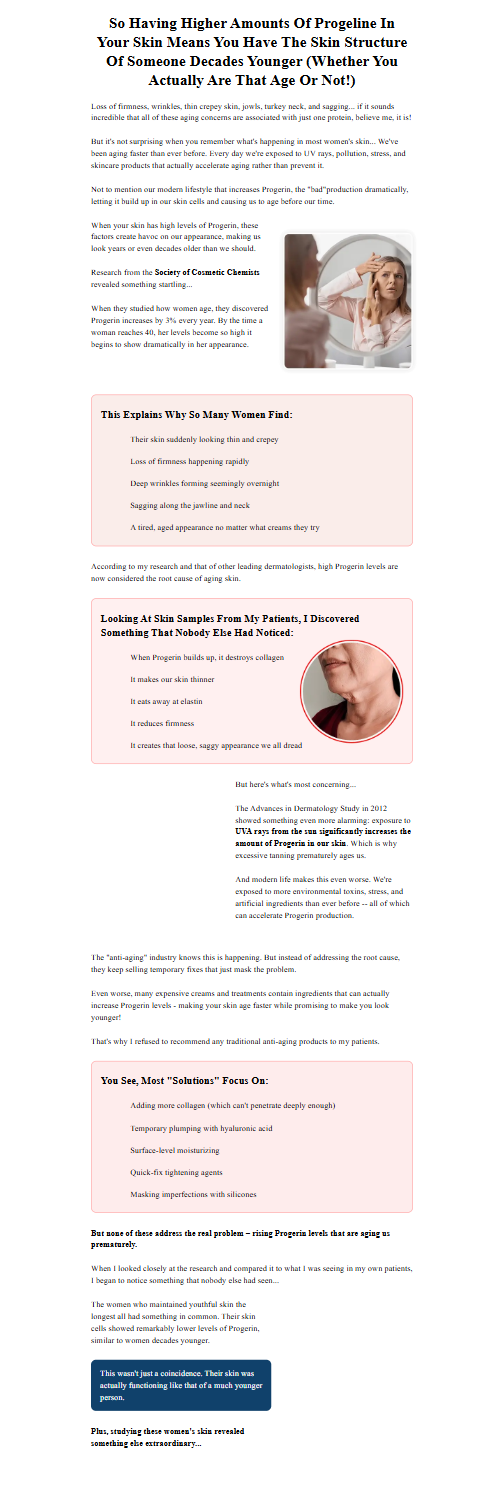 So Having Higher Amounts Of Progeline In
Your Skin Means You Have The Skin Structure
Of Someone Decades Younger (Whether You
Actually Are That Age Or Not!)
Loss of firmness, wrinkles, thin crepey skin, jowls, turkey neck, and sagging... if it sounds
incredible that all of these aging concerns are associated with just one protein, believe me, it is!
But it's not surprising when you remember what's happening in most women's skin... We've
been aging faster than ever before. Every day we're exposed to UV rays, pollution, stress, and
skincare products that actually accelerate aging rather than prevent it.
Not to mention our modern lifestyle that increases Progerin, the "bad"production dramatically,
letting it build up in our skin cells and causing us to age before our time.
When your skin has high levels of Progerin, these
factors create havoc on our appearance, making us
look years or even decades older than we should.
Research from the Society of Cosmetic Chemists
revealed something startling...
When they studied how women age, they discovered
Progerin increases by 3% every year. By the time a
woman reaches 40, her levels become so high it
begins to show dramatically in her appearance.
This Explains Why So Many Women Find:
Their skin suddenly looking thin and crepey
Loss of firmness happening rapidly
Deep wrinkles forming seemingly overnight
Sagging along the jawline and neck
A tired, aged appearance no matter what creams they try
According to my research and that of other leading dermatologists, high Progerin levels are
now considered the root cause of aging skin.
Looking At Skin Samples From My Patients, I Discovered
Something That Nobody Else Had Noticed:
When Progerin builds up, it destroys collagen
It makes our skin thinner
It eats away at elastin
It reduces firmness
It creates that loose, saggy appearance we all dread
But here's what's most concerning...
The Advances in Dermatology Study in 2012
showed something even more alarming: exposure to
UVA rays from the sun significantly increases the
amount of Progerin in our skin. Which is why
excessive tanning prematurely ages us.
And modern life makes this even worse. We're
exposed to more environmental toxins, stress, and
artificial ingredients than ever before -- all of which
can accelerate Progerin production.
The "anti-aging" industry knows this is happening. But instead of addressing the root cause,
they keep selling temporary fixes that just mask the problem.
Even worse, many expensive creams and treatments contain ingredients that can actually
increase Progerin levels - making your skin age faster while promising to make you look
younger!
That's why I refused to recommend any traditional anti-aging products to my patients.
You See, Most "Solutions" Focus On:
Adding more collagen (which can't penetrate deeply enough)
Temporary plumping with hyaluronic acid
Surface-level moisturizing
Quick-fix tightening agents
Masking imperfections with silicones
But none of these address the real problem – rising Progerin levels that are aging us
prematurely.
When I looked closely at the research and compared it to what I was seeing in my own patients,
I began to notice something that nobody else had seen...
The women who maintained youthful skin the
longest all had something in common. Their skin
cells showed remarkably lower levels of Progerin,
similar to women decades younger.
This wasn't just a coincidence. Their skin was
actually functioning like that of a much younger
person.
Plus, studying these women's skin revealed
something else extraordinary...